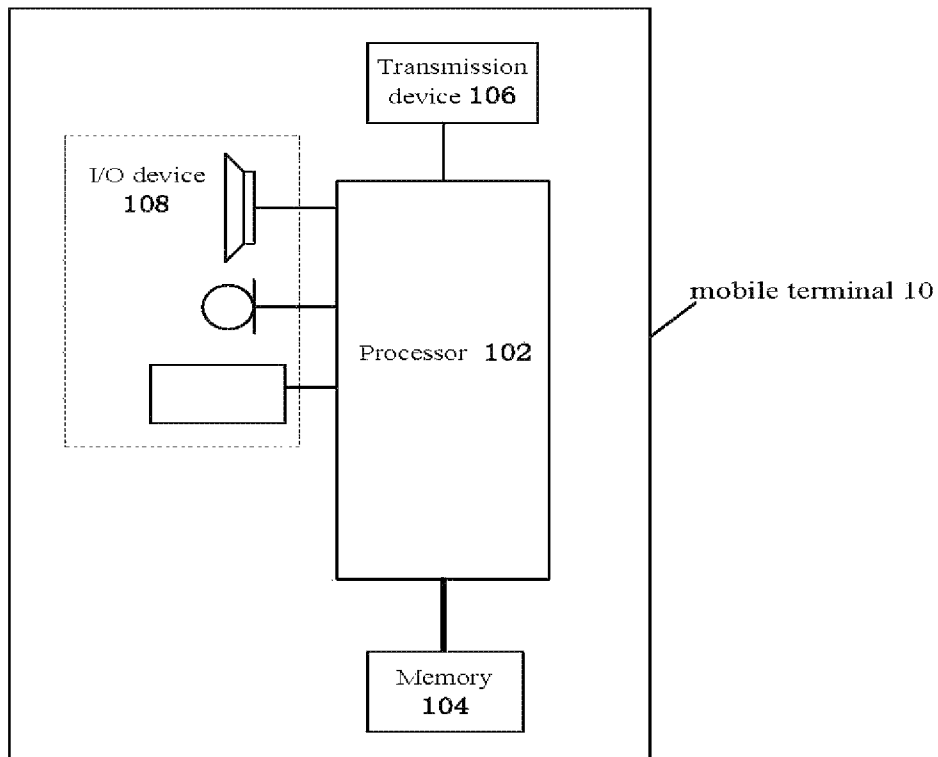 Transmission
device 106
I/O device
108
mobile terminal 10
Processor 102
Memory
104